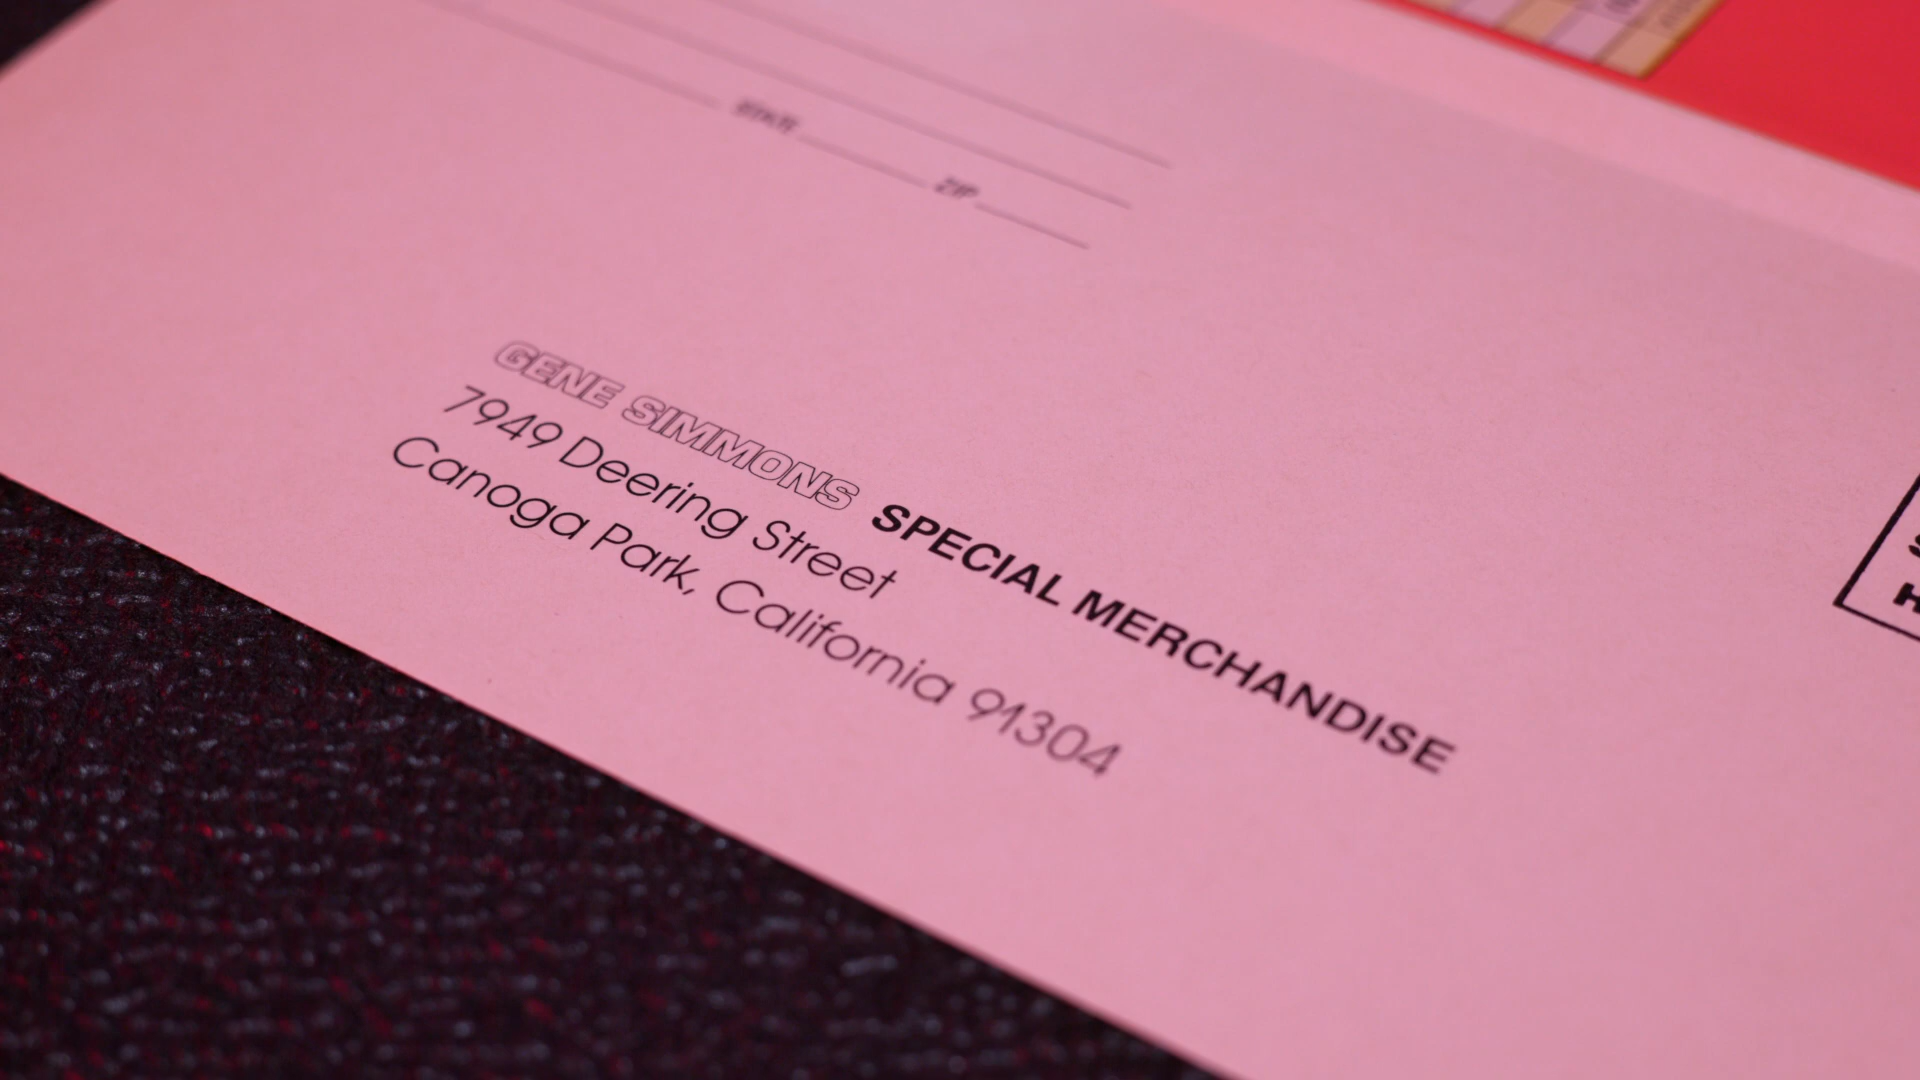 STATE ZIP
GENE SIMMONS SPECIAL MERCHANDISE
7949 Deering Street
Canoga Park, California 91304